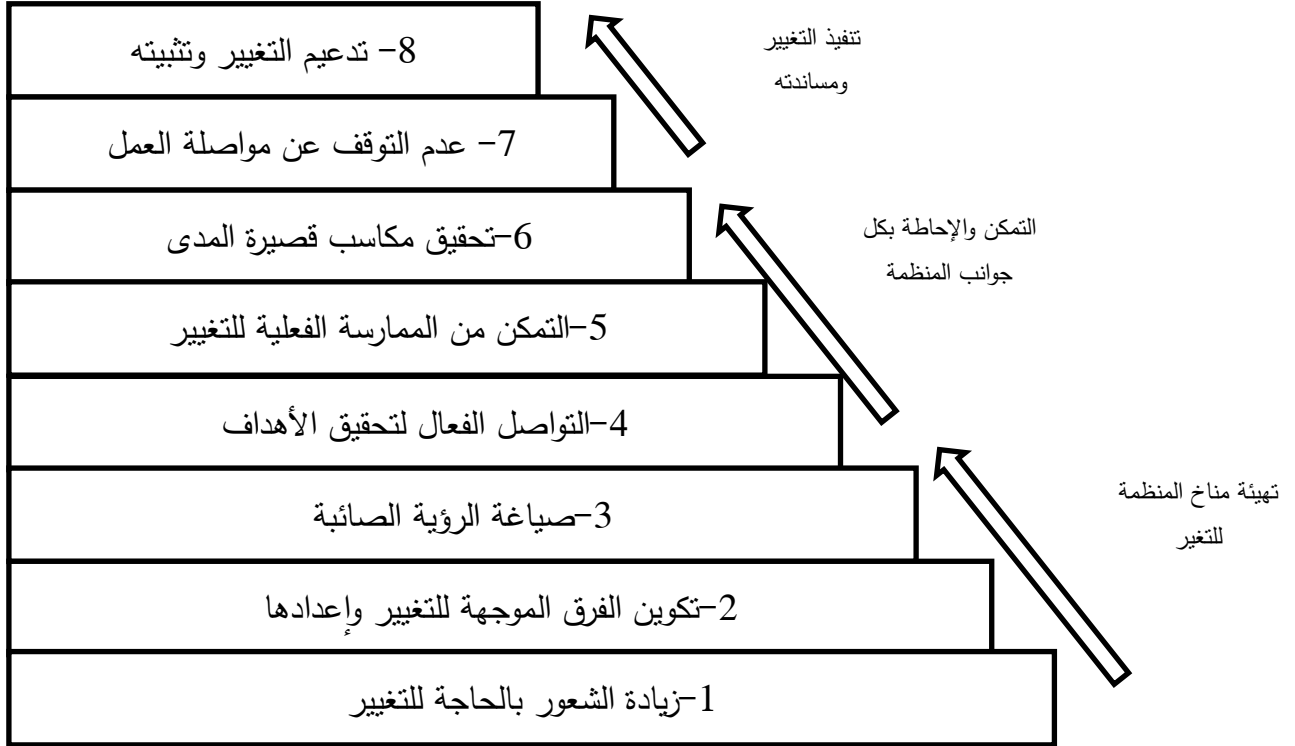 8- تدعيم التغيير وتثبيته
7- عدم التوقف عن مواصلة العمل
6-تحقيق مكاسب قصيرة المدى
5-التمكن من الممارسة الفعلية للتغيير
4-التواصل الفعال لتحقيق الأهداف
3-صياغة الرؤية الصائبة
2-تكوين الفرق الموجهة للتغيير وإعدادها
1-زيادة الشعور بالحاجة للتغيير
تنفيذ التغيير
ومساندته
التمكن والإحاطة بكل
جوانب المنظمة
تهيئة مناخ المنظمة
للتغير